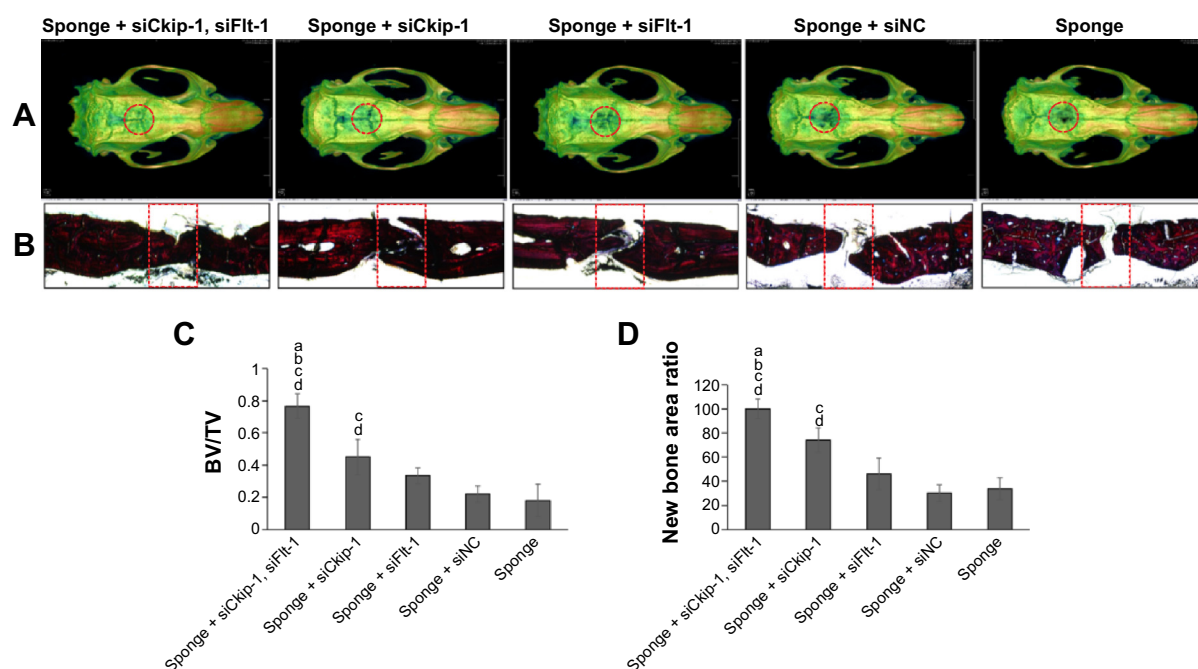 Sponge + siCkip-1, siFlt-1
Sponge + siCkip-1
Sponge + siFlt-1
Sponge + siNC
Sponge
A
B
C
a
b
c
d
c
d
BV/TV
1
0.8
0.6
0.4
0.2
0
Sponge + siCkip-1, siFlt-1
Sponge + siCkip-1
Sponge + siFlt-1
Sponge + siNC
Sponge
D
a
b
c
d
c
d
New bone area ratio
120
100
80
60
40
20
0
Sponge + siCkip-1, siFlt-1
Sponge + siCkip-1
Sponge + siFlt-1
Sponge + siNC
Sponge